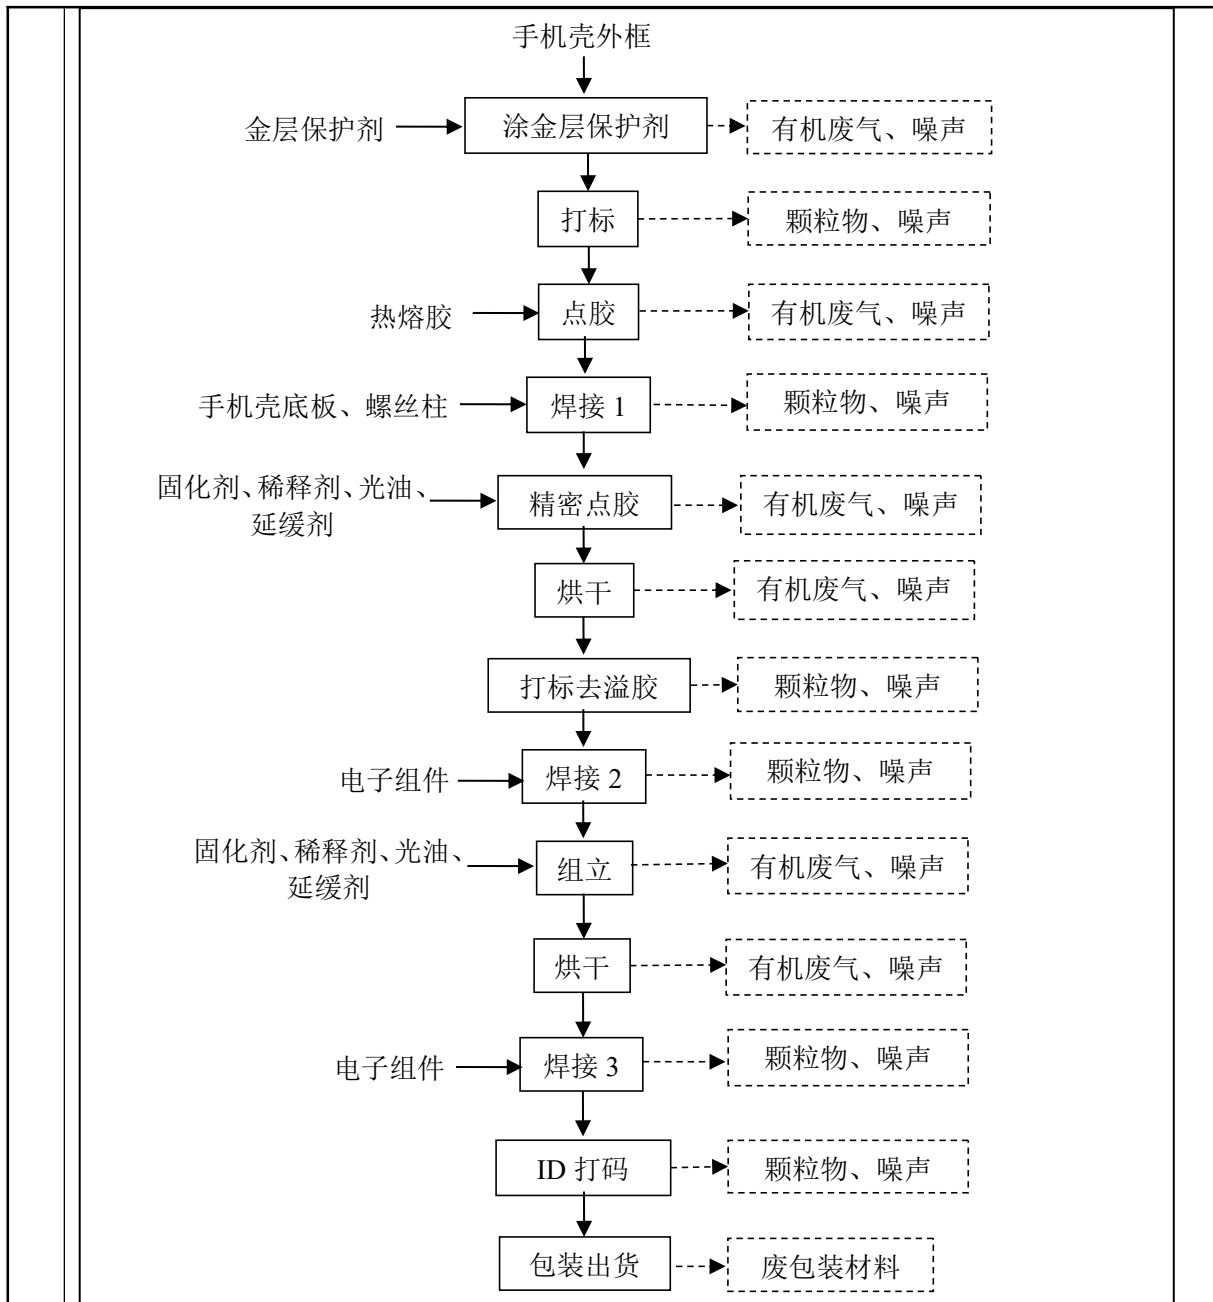 手机壳外框
金层保护剂
涂金层保护剂
有机废气、噪声
打标
颗粒物、噪声
热熔胶
点胶
有机废气、噪声
手机壳底板、螺丝柱
焊接 1
颗粒物、噪声
固化剂、稀释剂、光油、
延缓剂
精密点胶
有机废气、噪声
烘干
有机废气、噪声
打标去溢胶
颗粒物、噪声
电子组件
焊接 2
颗粒物、噪声
固化剂、稀释剂、光油、
延缓剂
组立
有机废气、噪声
烘干
有机废气、噪声
电子组件
焊接 3
颗粒物、噪声
ID 打码
颗粒物、噪声
包装出货
废包装材料